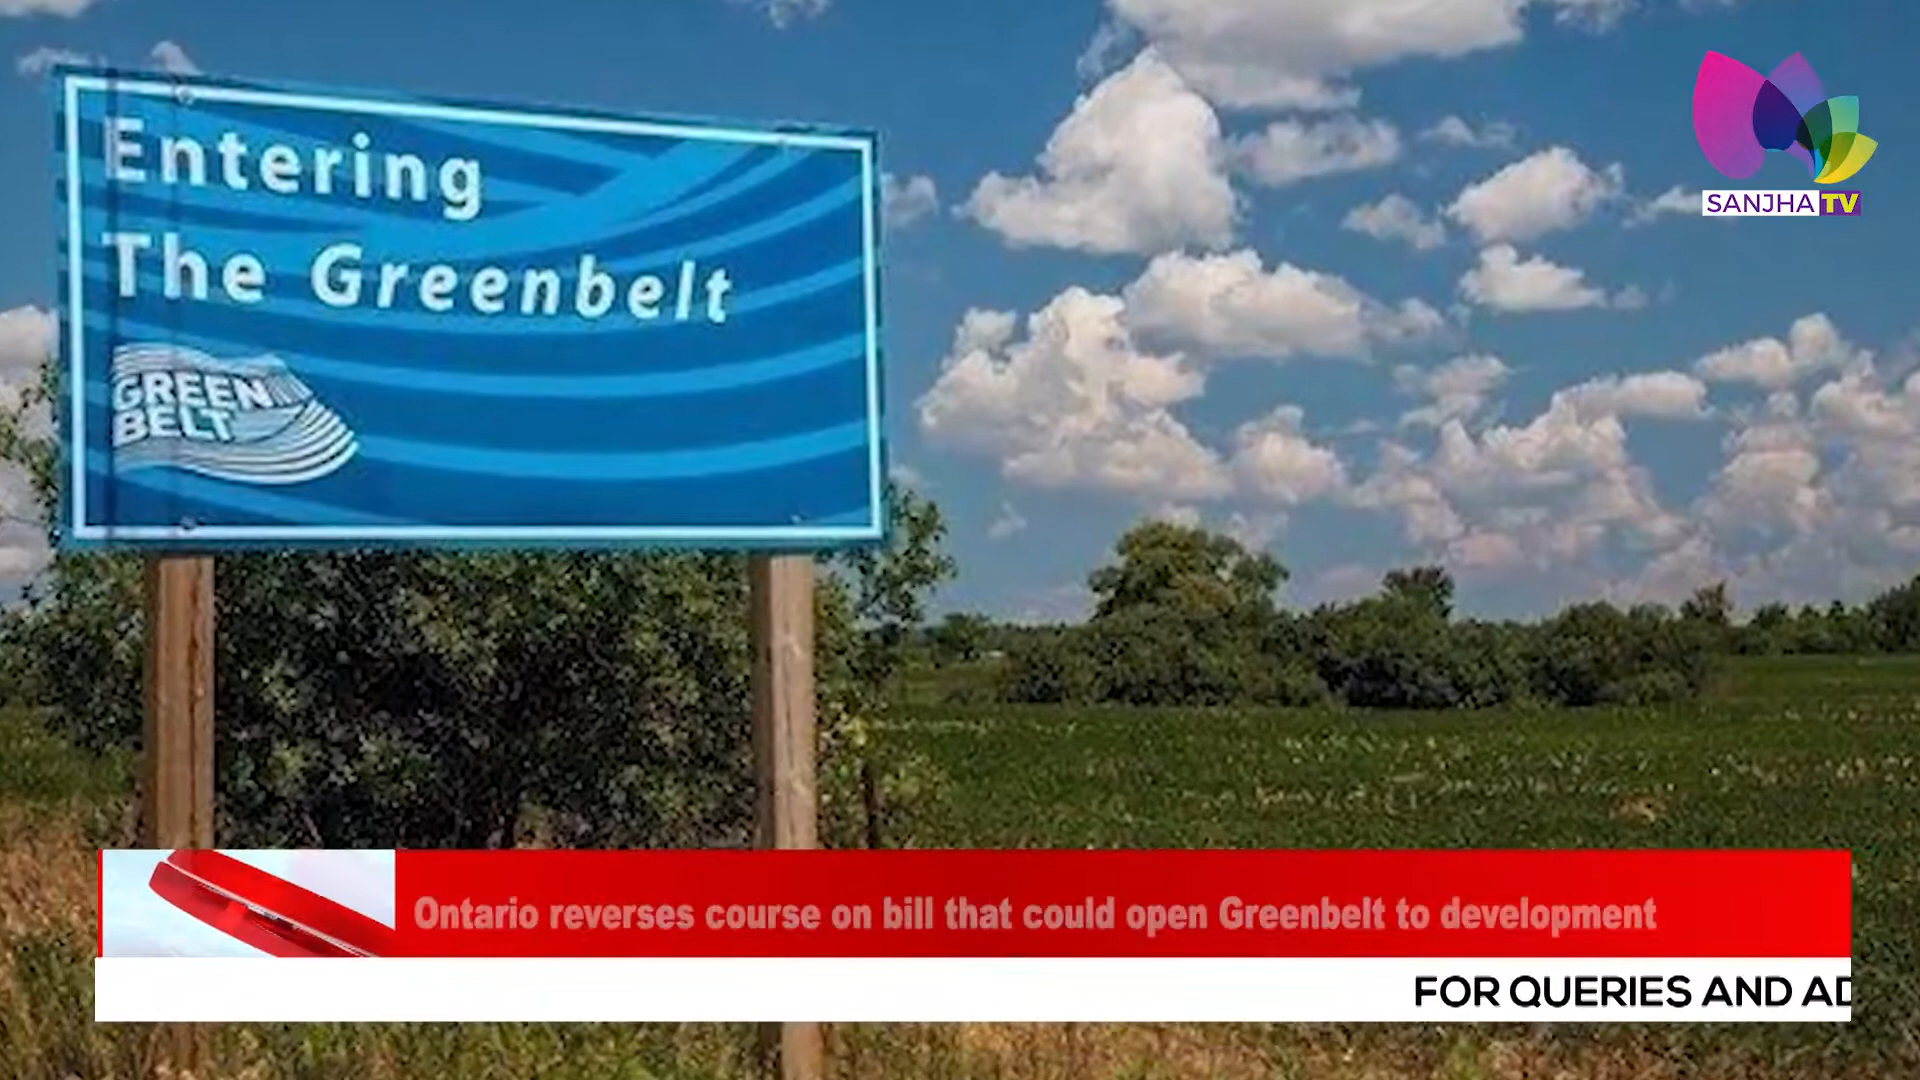 Entering
The Greenbelt
GREEN
BELT
SANJHA TV
Ontario reverses course on bill that could open Greenbelt to development
FOR QUERIES AND AD